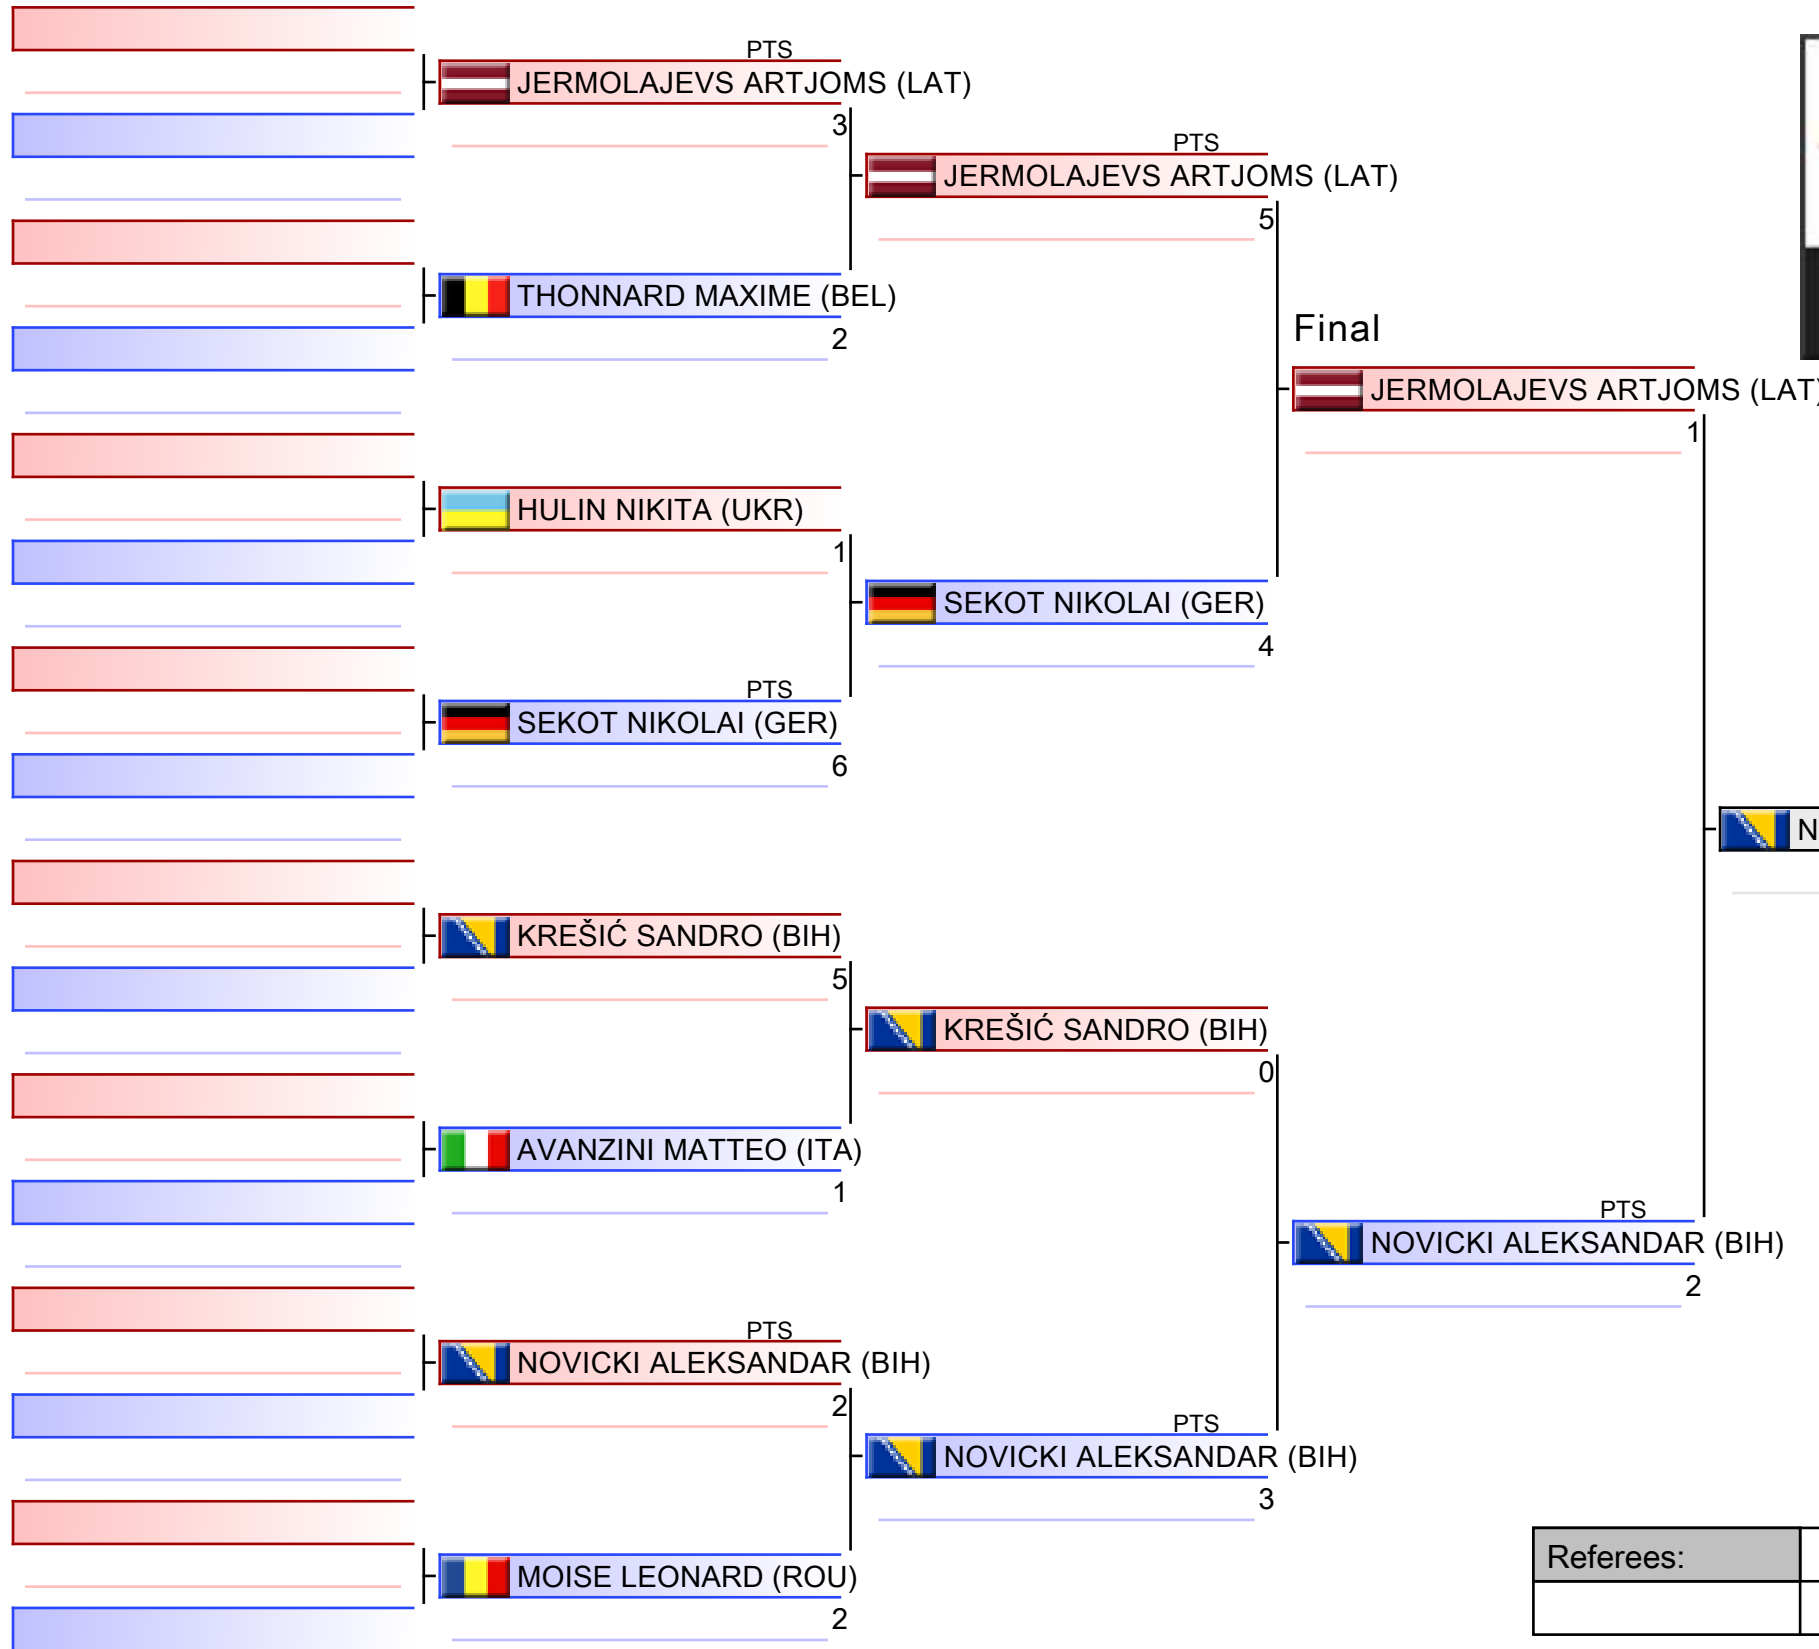 PTS
JERMOLAJEVS ARTJOMS (LAT)
3
PTS
JERMOLAJEVS ARTJOMS (LAT)
5
THONNARD MAXIME (BEL)
2
Final
JERMOLAJEVS ARTJOMS (LAT)
1
HULIN NIKITA (UKR)
1
SEKOT NIKOLAI (GER)
4
PTS
SEKOT NIKOLAI (GER)
6
N
KREŠIĆ SANDRO (BIH)
5
KREŠIĆ SANDRO (BIH)
0
AVANZINI MATTEO (ITA)
1
PTS
NOVICKI ALEKSANDAR (BIH)
2
PTS
NOVICKI ALEKSANDAR (BIH)
2
PTS
NOVICKI ALEKSANDAR (BIH)
3
MOISE LEONARD (ROU)
2
Referees: